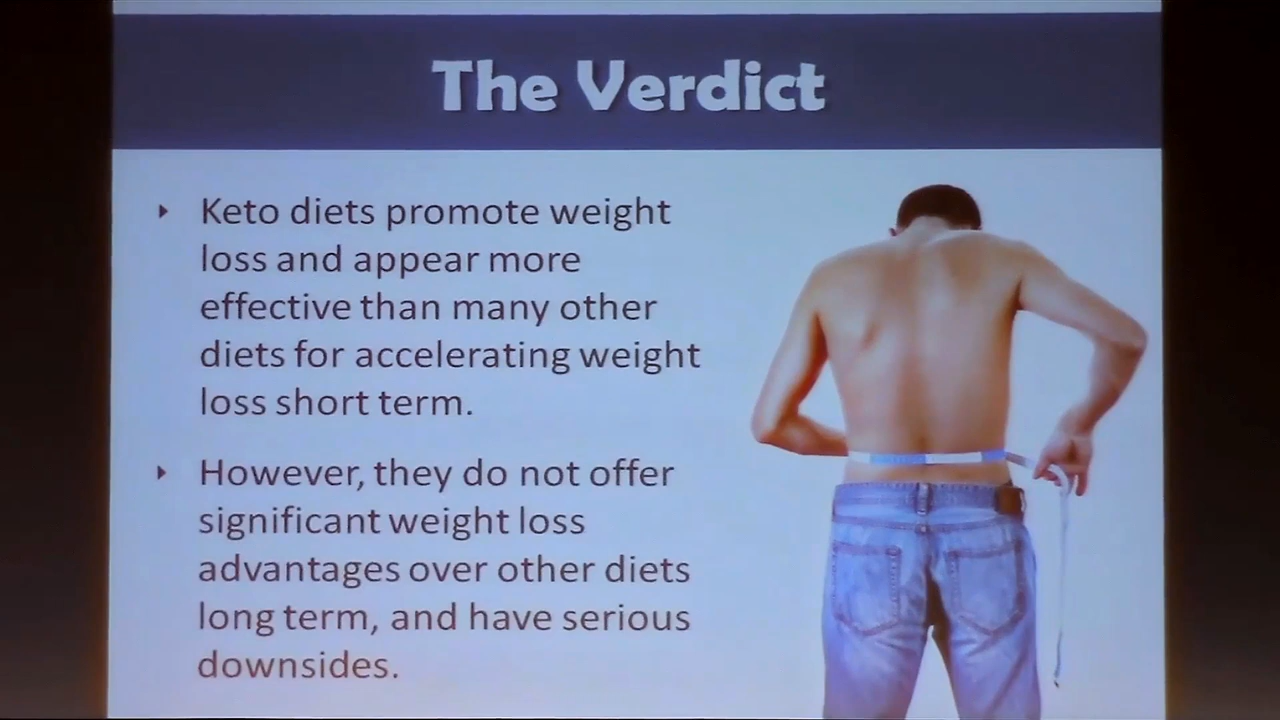 The Verdict
Keto diets promote weight
loss and appear more
effective than many other
diets for accelerating weight
loss short term.
However, they do not offer
significant weight loss
advantages over other diets
long term, and have serious
downsides.